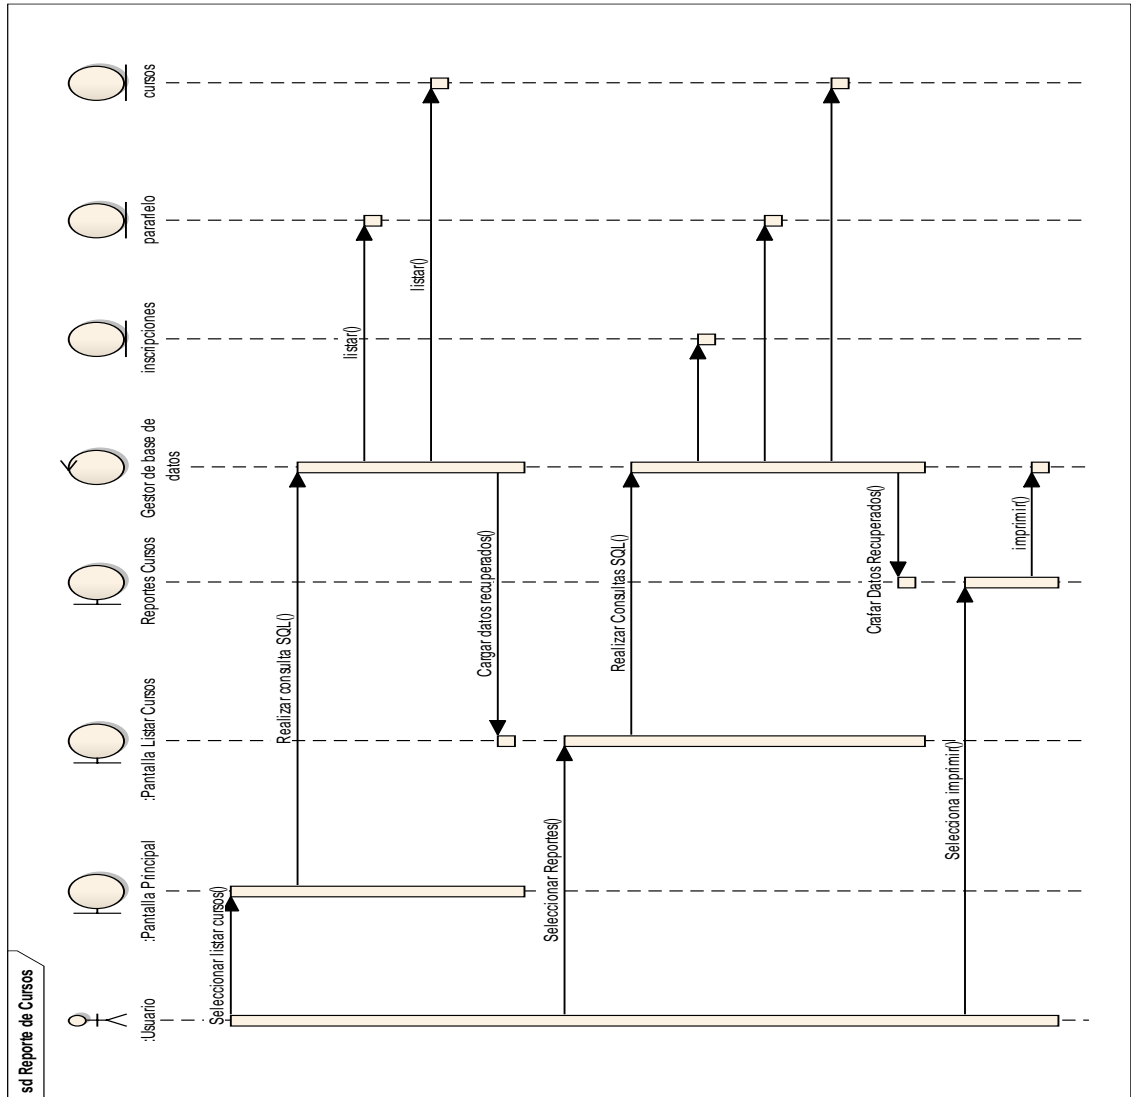 sd Reporte de Cursos
:Usuario
:Pantalla Principal
:Pantalla Listar Cursos
Reportes Cursos
Gestor de base de
datos
inscripciones
pararlelo
cursos
Seleccionar listar cursos()
Realizar consulta SQL()
listar()
listar()
Cargar datos recuperados()
Seleccionar Reportes()
Realizar Consultas SQL()
Crafar Datos Recuperados()
Selecciona imprimir()
imprimir()